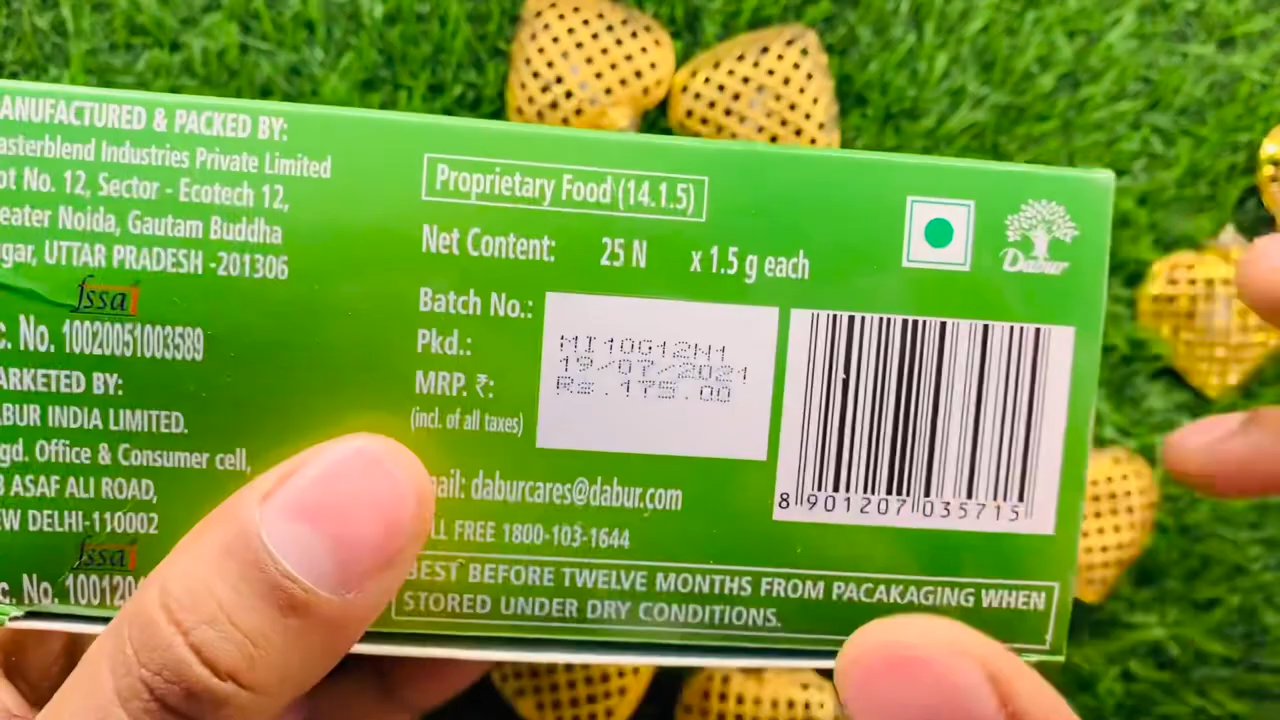 ANUFACTURED & PACKED BY:
asterblend Industries Private Limited
ot No. 12, Sector - Ecotech 12,
eater Noida, Gautam Buddha
gar, UTTAR PRADESH -201306
fssai
c. No. 10020051003589
ARKETED BY:
ABUR INDIA LIMITED.
gd. Office & Consumer cell,
3 ASAF ALI ROAD,
EW DELHI-110002
fssai
c. No. 1001204
Proprietary Food (14.1.5)
Net Content: 25 N x 1.5 g each
Batch No.: MI10G12N1
Pkd.: 19/07/2021
MRP. ₹: Rs.175.00
(incl. of all taxes)
ail: daburcares@dabur.com
LL FREE 1800-103-1644
BEST BEFORE TWELVE MONTHS FROM PACAKAGING WHEN
STORED UNDER DRY CONDITIONS.
Dabur
8 901207 035715